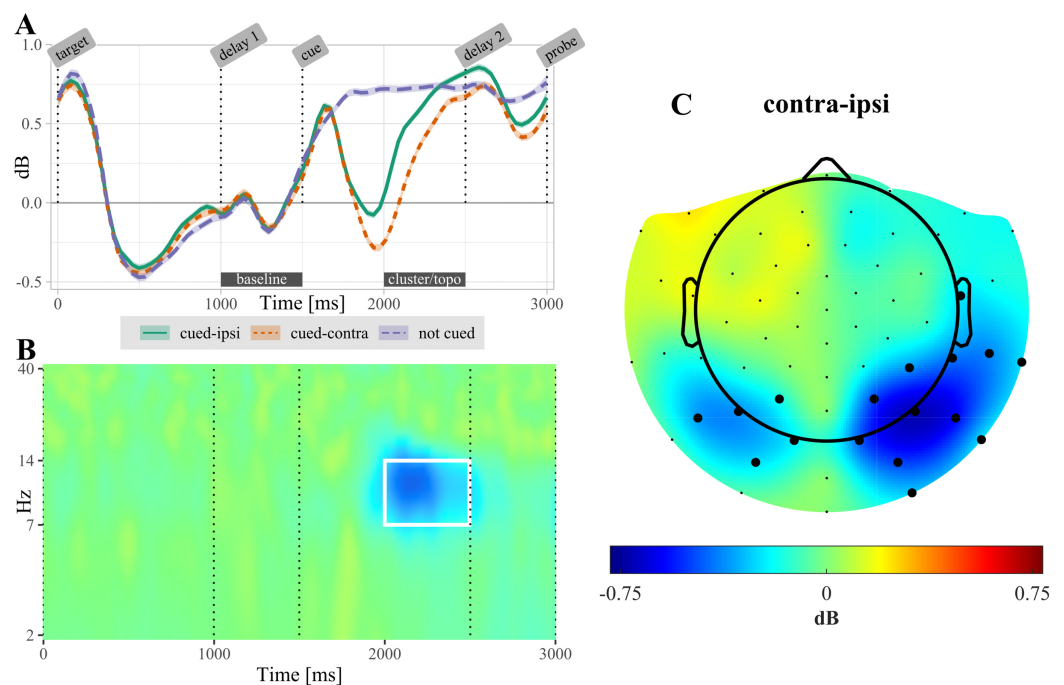 A
target
delay 1
cue
delay 2
probe
1.0
0.5
0.0
-0.5
dB
baseline
cluster/topo
0
1000
2000
3000
Time [ms]
cued-ipsi
cued-contra
not cued
B
40
14
7
2
Hz
0
1000
2000
3000
Time [ms]
C
contra-ipsi
-0.75
0
0.75
dB